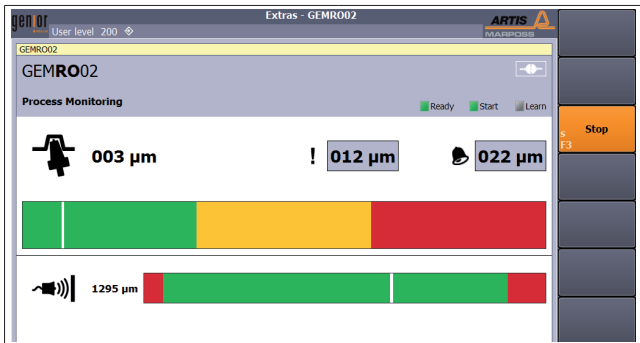 genior
MODULAR
User level 200
Extras - GEMRO02
ARTIS
MARPOSS
GEMRO02
GEMRO02
Process Monitoring
Ready
Start
Learn
S
F3
Stop
003 µm
! 012 µm
022 µm
1295 µm